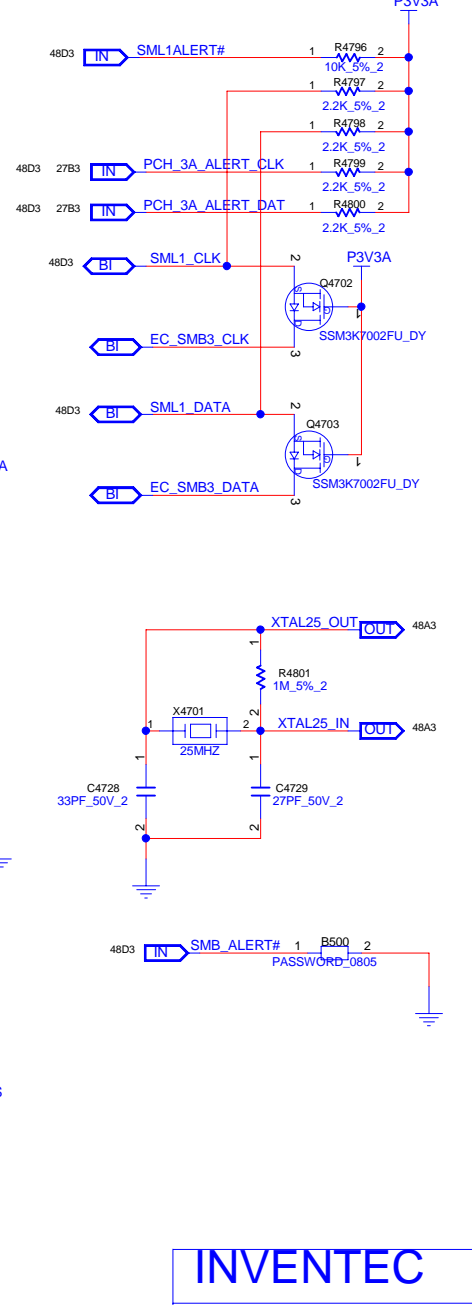 P3V3A
48D3 IN SML1ALERT# 1 R4796 2
10K_5%_2
R4797
1 2
2.2K_5%_2
R4798
1 2
2.2K_5%_2
48D3 27B3 IN PCH_3A_ALERT_CLK 1 R4799 2
2.2K_5%_2
48D3 27B3 IN PCH_3A_ALERT_DAT 1 R4800 2
2.2K_5%_2
48D3 BI SML1_CLK 2 P3V3A
Q4702
S
G 1
D
SSM3K7002FU_DY
BI EC_SMB3_CLK 3
48D3 BI SML1_DATA 2
Q4703
S
G 1
D
A
SSM3K7002FU_DY
BI EC_SMB3_DATA 3
XTAL25_OUT OUT 48A3
1
R4801
1M_5%_2
2
X4701
1 2 XTAL25_IN OUT 48A3
25MHZ
1 1
C4728 C4729
33PF_50V_2 27PF_50V_2
2 2
48D3 IN SMB_ALERT# 1 B500 2
PASSWORD_0805
S
INVENTEC